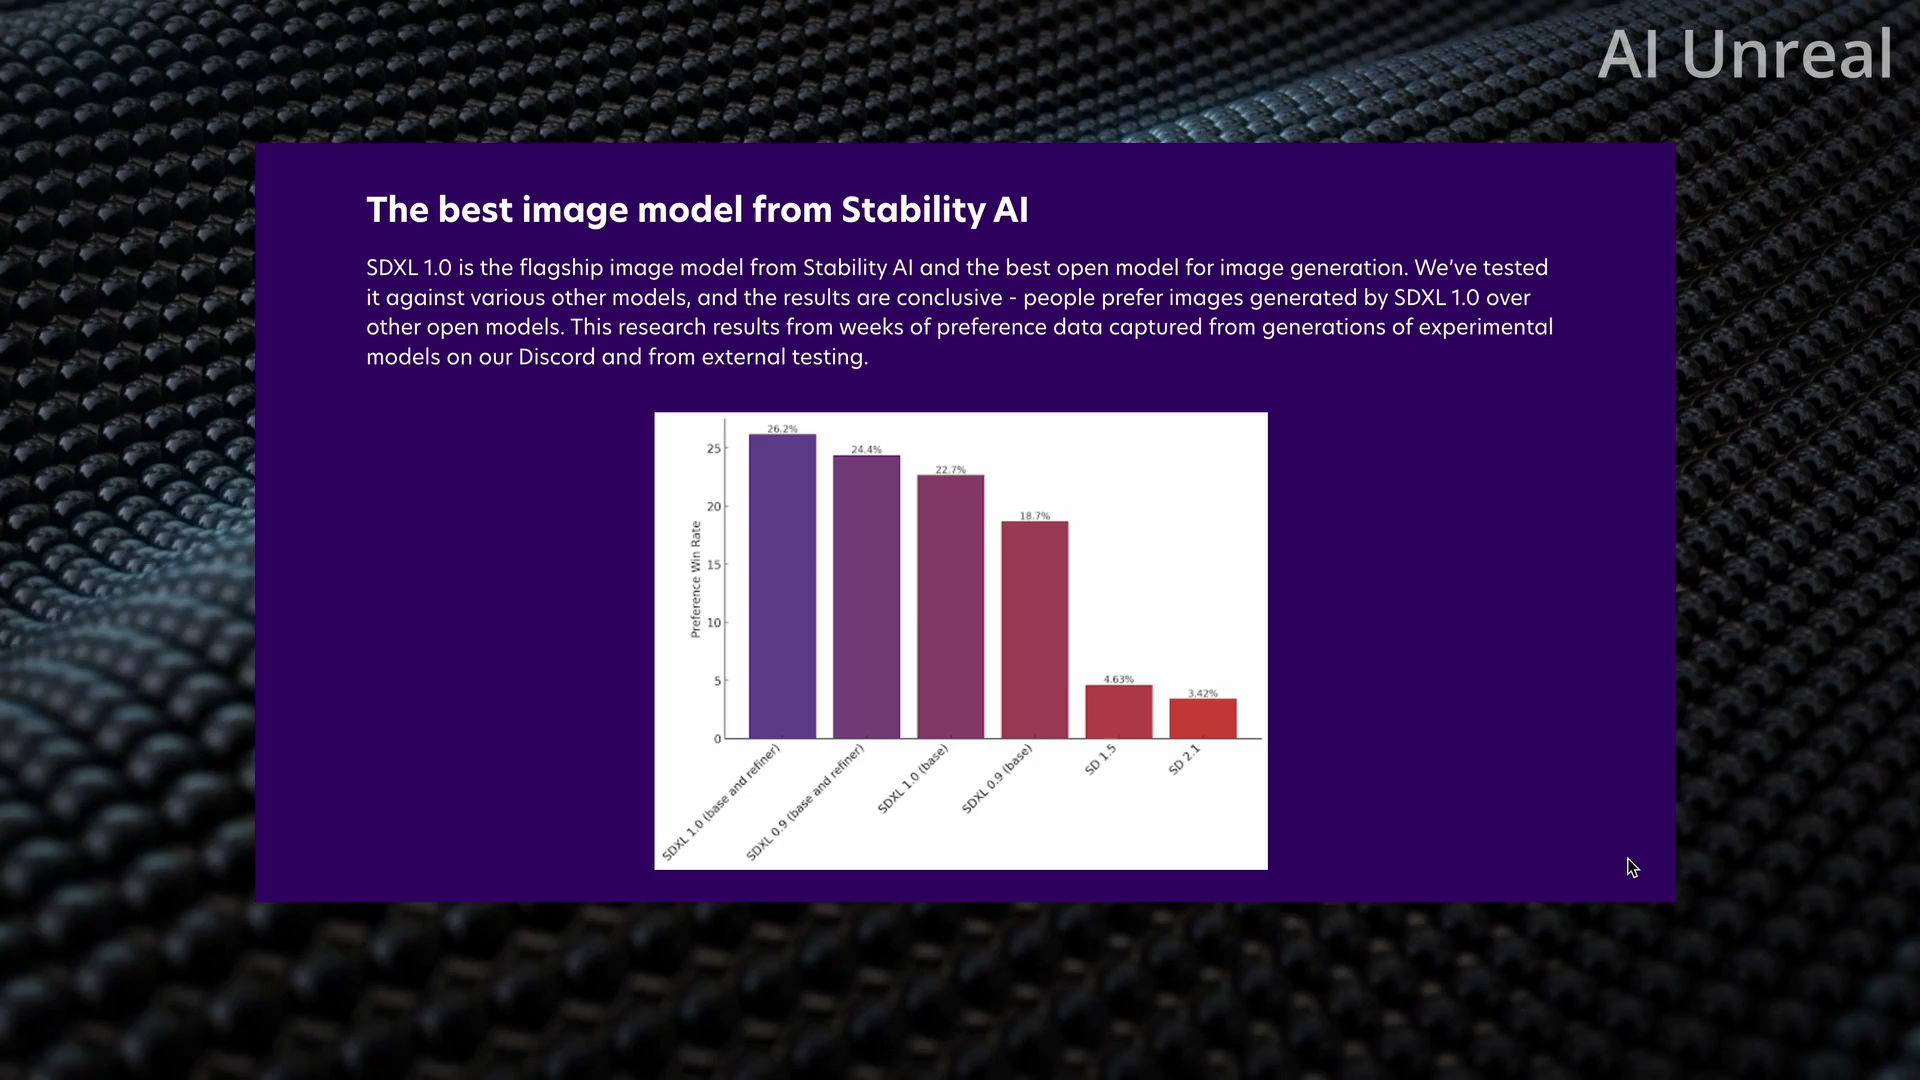 AI Unreal
The best image model from Stability AI
SDXL 1.0 is the flagship image model from Stability AI and the best open model for image generation. We’ve tested
it against various other models, and the results are conclusive - people prefer images generated by SDXL 1.0 over
other open models. This research results from weeks of preference data captured from generations of experimental
models on our Discord and from external testing.
26.2%
24.4%
22.7%
18.7%
4.63%
3.42%
25
20
15
10
5
0
Preference Win Rate
SDXL 1.0 (base and refiner)
SDXL 0.9 (base and refiner)
SDXL 1.0 (base)
SDXL 0.9 (base)
SD 1.5
SD 2.1